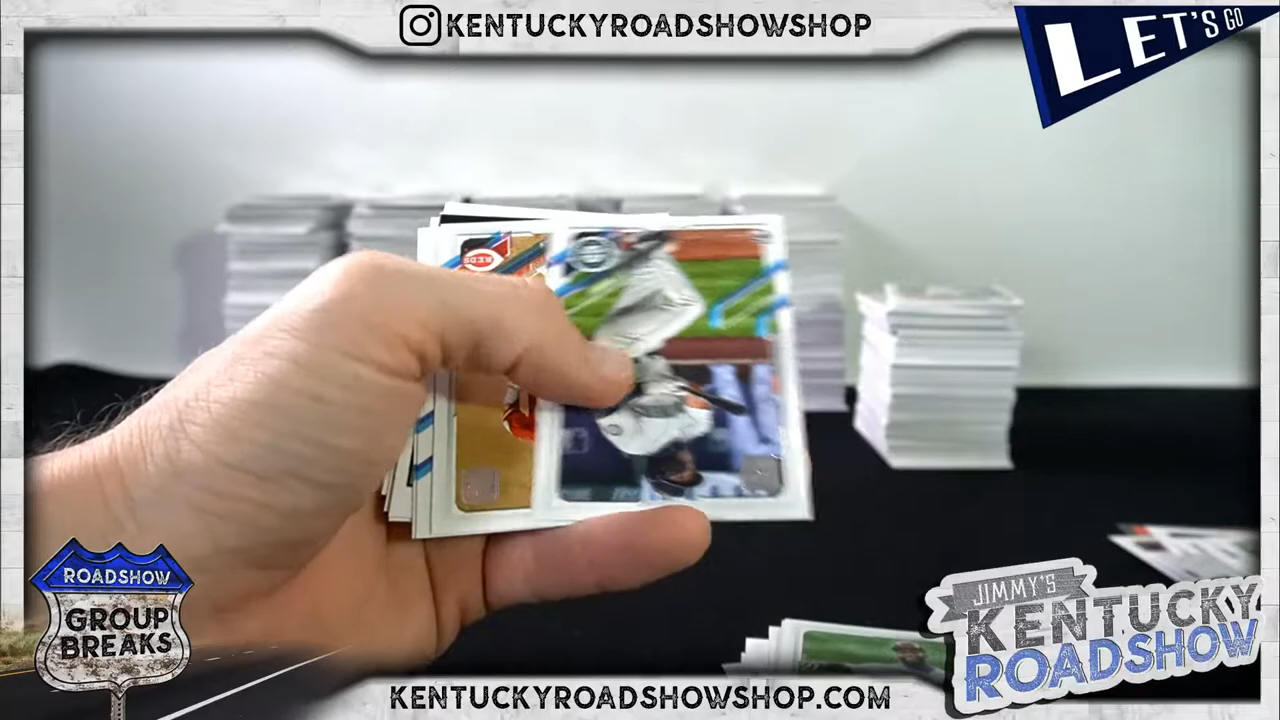 KENTUCKYROADSHOWSHOP
LET'S GO
REDS
ROADSHOW
GROUP
BREAKS
JIMMY'S
KENTUCKY
ROADSHOW
KENTUCKYROADSHOWSHOP.COM